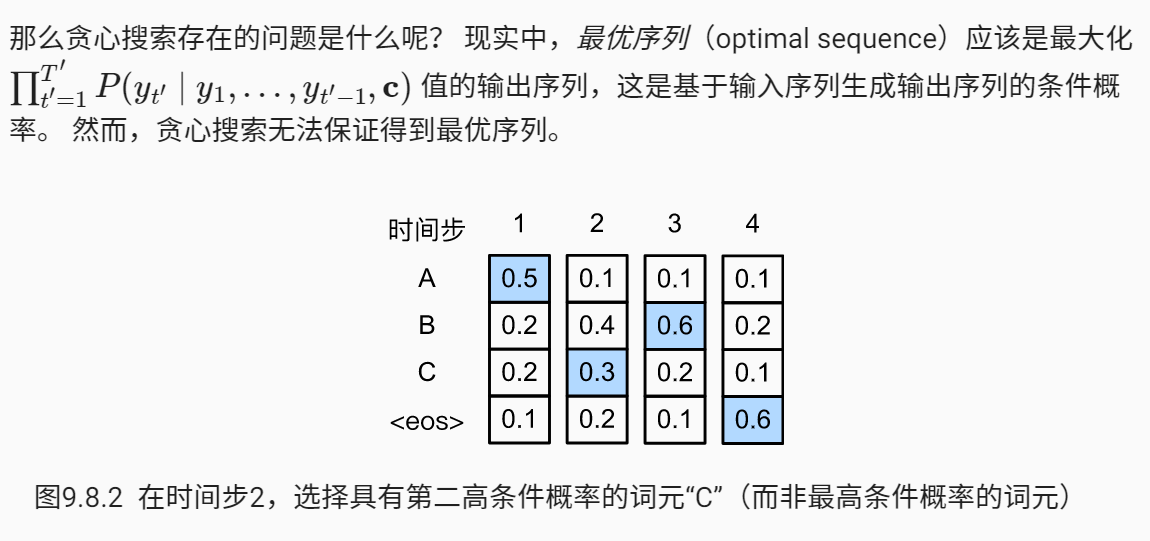 那么贪心搜索存在的问题是什么呢？ 现实中，最优序列（optimal sequence）应该是最大化
∏_{t'=1}^{T'} P(y_{t'} | y_1, ..., y_{t'-1}, c) 值的输出序列，这是基于输入序列生成输出序列的条件概
率。 然而，贪心搜索无法保证得到最优序列。
时间步 1 2 3 4
A 0.5 0.1 0.1 0.1
B 0.2 0.4 0.6 0.2
C 0.2 0.3 0.2 0.1
<eos> 0.1 0.2 0.1 0.6
图9.8.2 在时间步2，选择具有第二高条件概率的词元“C”（而非最高条件概率的词元）